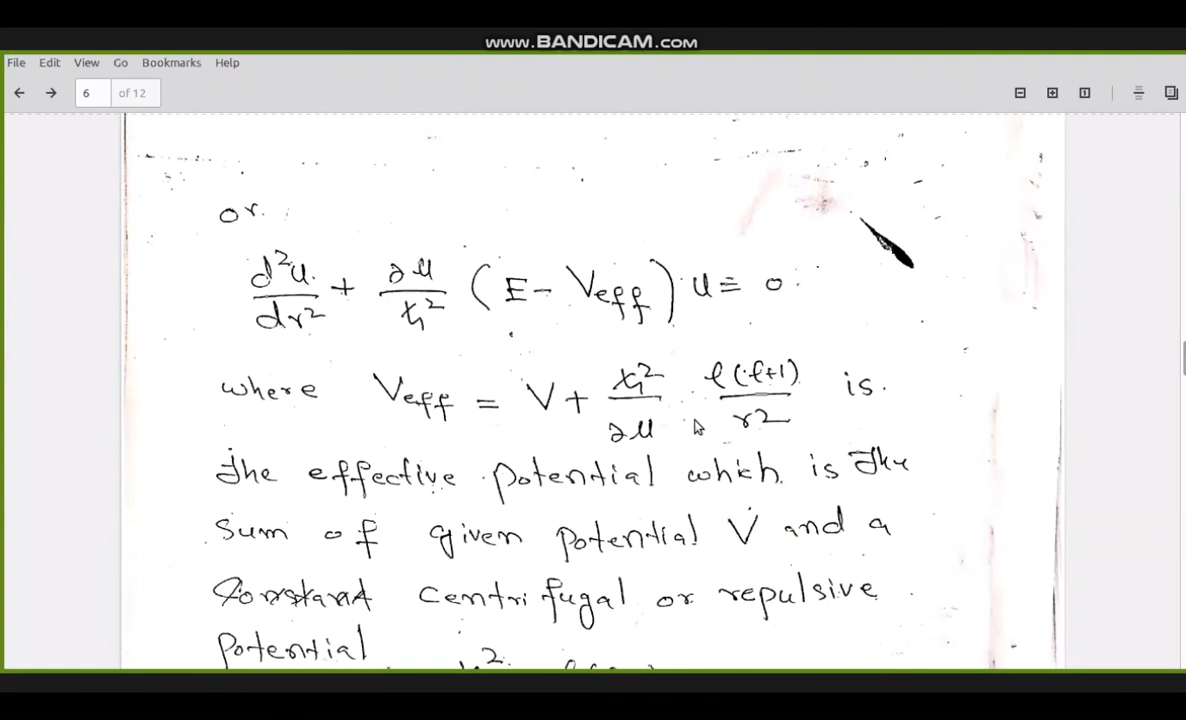 www.BANDICAM.com
File Edit View Go Bookmarks Help
6 of 12
or.
d²u/dr² + 2μ/ħ² (E - Veff) u = 0.
where Veff = V + ħ²/2μ · l(l+1)/r2 is.
the effective potential which is the
sum of given potential V and a
constant centrifugal or repulsive
potential